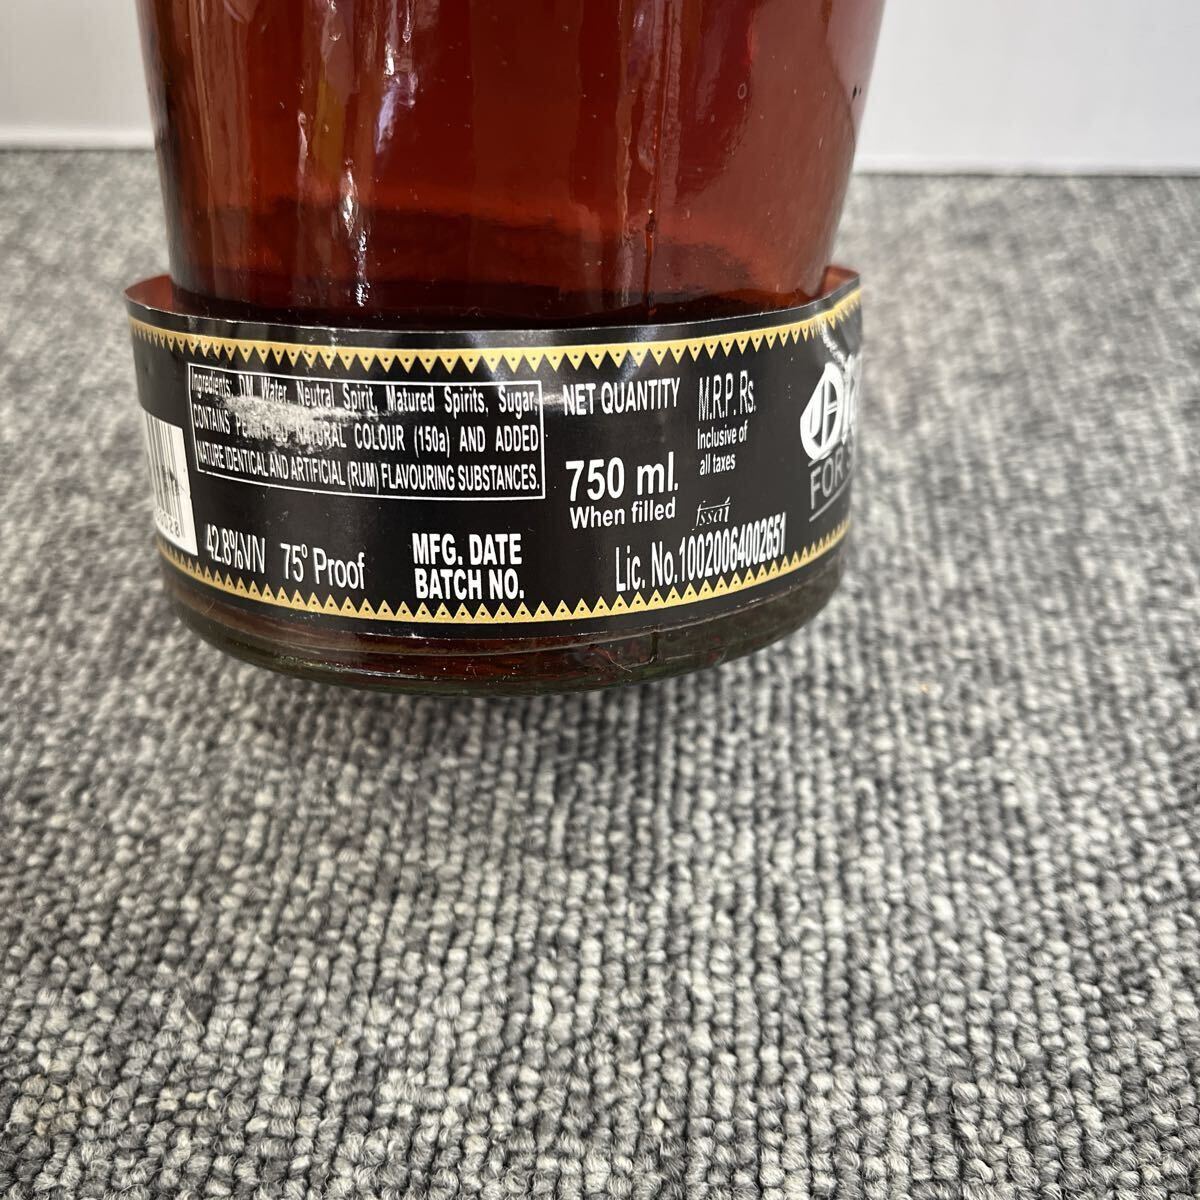 Ingredients: DM Water, Neutral Spirit, Matured Spirits, Sugar,
CONTAINS NATURAL COLOUR (150a) AND ADDED
NATURE IDENTICAL AND ARTIFICIAL (RUM) FLAVOURING SUBSTANCES.
42.8%V/V 75° Proof
MFG. DATE
BATCH NO.
NET QUANTITY
750 ml.
When filled
M.R.P. Rs.
Inclusive of
all taxes
fssai
Lic. No.10020064002651
FOR